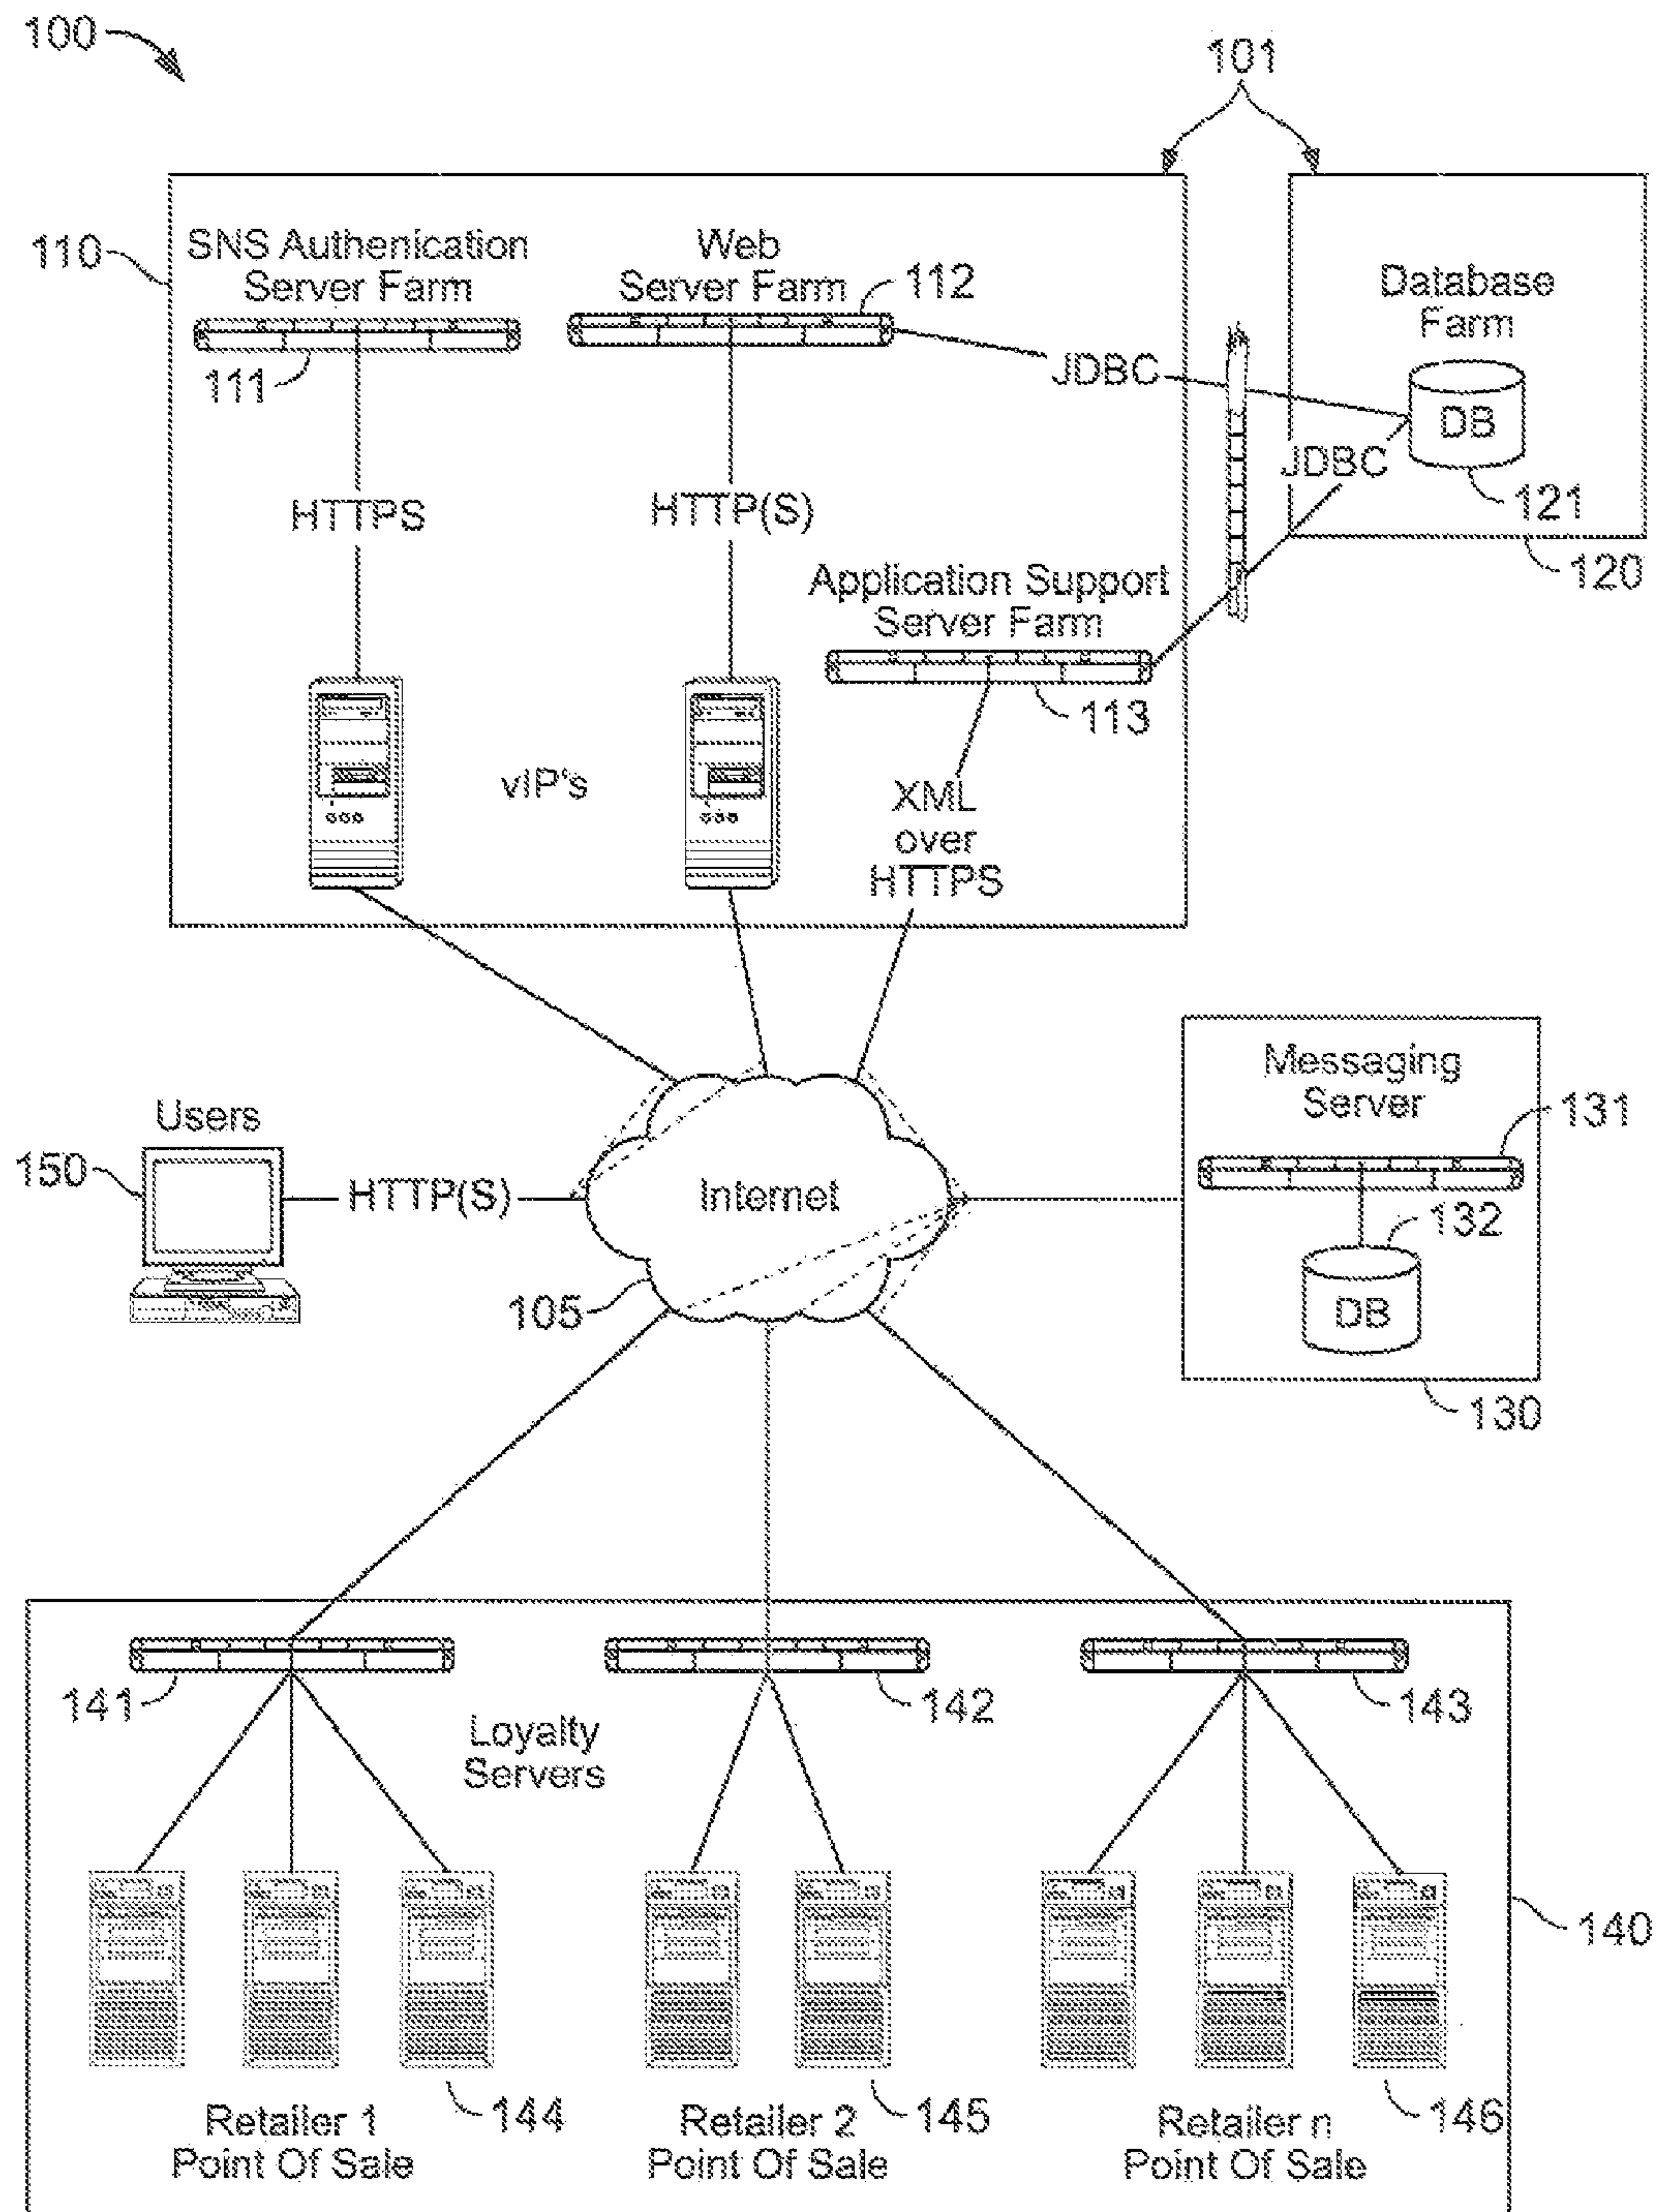 100
101
110
SNS Authenication
Server Farm
111
Web
Server Farm
112
JDBC
Database
Farm
DB
121
JDBC
120
HTTPS
HTTP(S)
Application Support
Server Farm
113
vIP's
XML
over
HTTPS
Users
150
HTTP(S)
Internet
105
Messaging
Server
131
132
DB
130
141
142
143
Loyalty
Servers
140
144
145
146
Retailer 1
Point Of Sale
Retailer 2
Point Of Sale
Retailer n
Point Of Sale